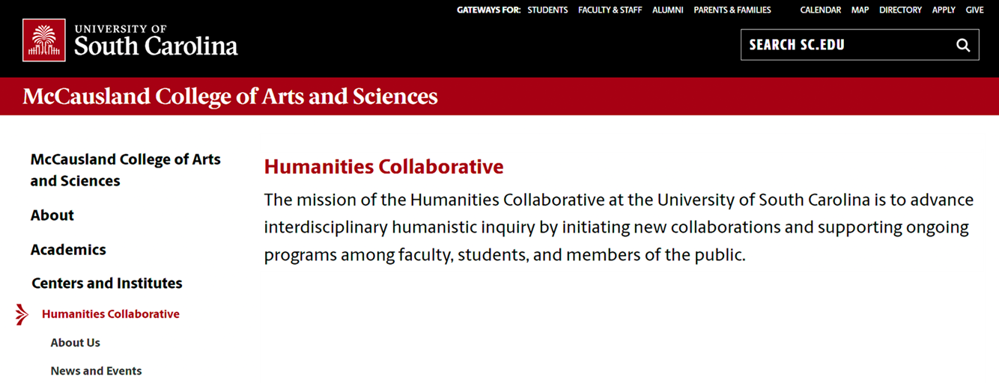 GATEWAYS FOR: STUDENTS FACULTY & STAFF ALUMNI PARENTS & FAMILIES CALENDAR MAP DIRECTORY APPLY GIVE
UNIVERSITY OF
South Carolina
SEARCH SC.EDU
McCausland College of Arts and Sciences
McCausland College of Arts
and Sciences
About
Academics
Centers and Institutes
Humanities Collaborative
About Us
News and Events
Humanities Collaborative
The mission of the Humanities Collaborative at the University of South Carolina is to advance
interdisciplinary humanistic inquiry by initiating new collaborations and supporting ongoing
programs among faculty, students, and members of the public.